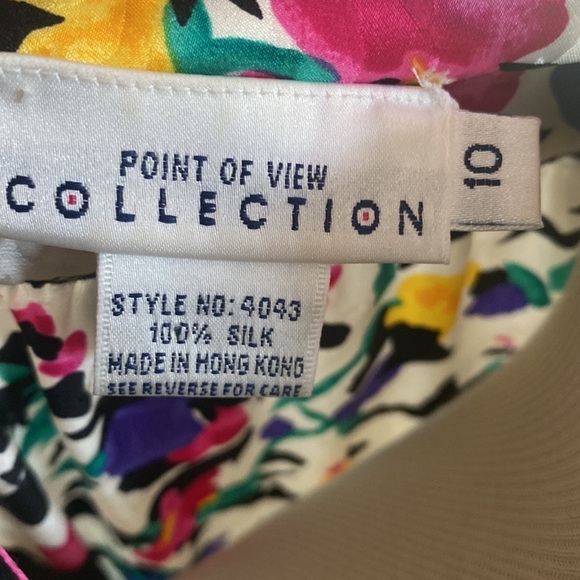 POINT OF VIEW
COLLECTION
10
STYLE NO: 4043
100% SILK
MADE IN HONG KONG
SEE REVERSE FOR CARE